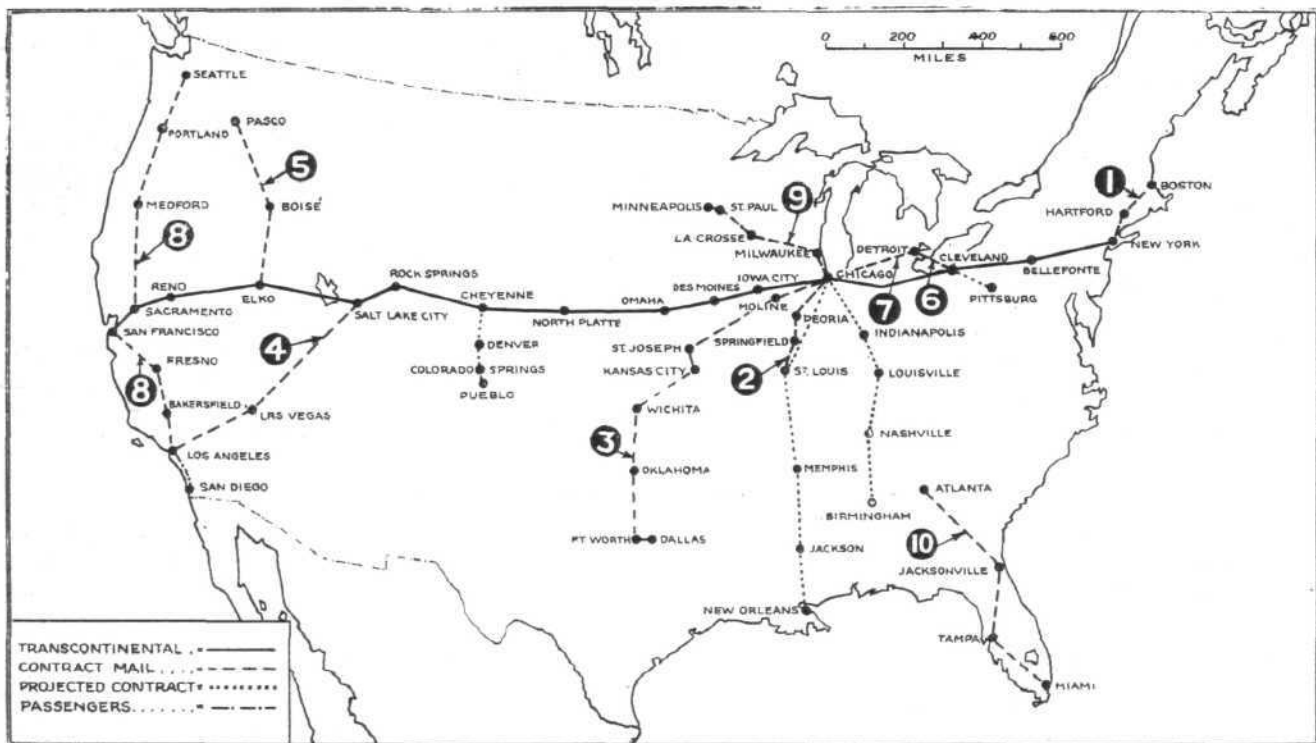 0 200 400 600
MILES
SEATTLE
PORTLAND
PASCO
5
MEDFORD
BOISÉ
8
RENO
SACRAMENTO
ELKO
ROCK SPRINGS
SALT LAKE CITY
SAN FRANCISCO
4
FRESNO
8
BAKERSFIELD
LAS VEGAS
LOS ANGELES
SAN DIEGO
CHEYENNE
NORTH PLATTE
OMAHA
DES MOINES
IOWA CITY
MOLINE
CHICAGO
DENVER
COLORADO SPRINGS
PUEBLO
MINNEAPOLIS
ST. PAUL
9
LA CROSSE
MILWAUKEE
DETROIT
CLEVELAND
7
6
PITTSBURG
BELLEFONTE
NEW YORK
HARTFORD
BOSTON
1
PEORIA
SPRINGFIELD
2
ST. LOUIS
INDIANAPOLIS
LOUISVILLE
NASHVILLE
BIRMINGHAM
ST. JOSEPH
KANSAS CITY
WICHITA
3
OKLAHOMA
FT WORTH
DALLAS
MEMPHIS
JACKSON
NEW ORLEANS
ATLANTA
10
JACKSONVILLE
TAMPA
MIAMI
TRANSCONTINENTAL .
CONTRACT MAIL ....
PROJECTED CONTRACT
PASSENGERS ......